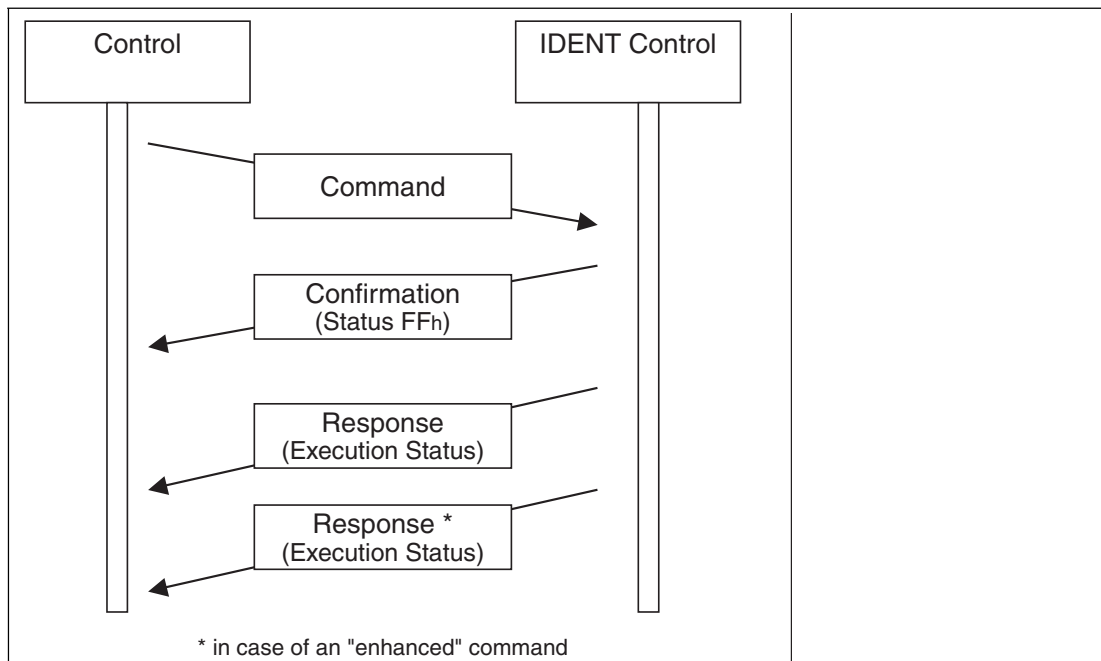 Control
IDENT Control
Command
Confirmation
(Status FFh)
Response
(Execution Status)
Response *
(Execution Status)
* in case of an "enhanced" command